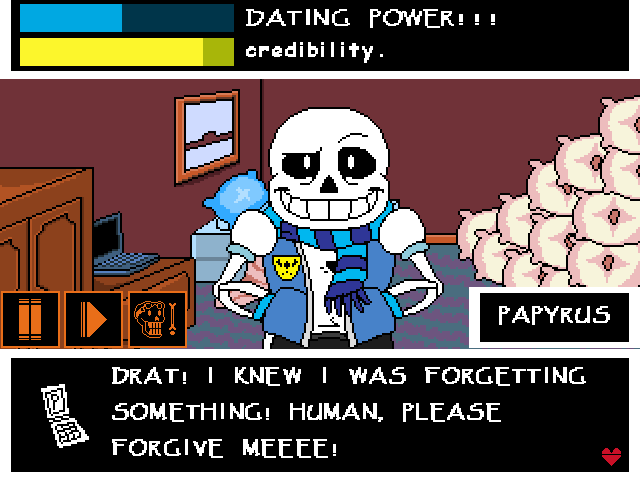 DATING POWER!!!
credibility.
PAPYRUS
DRAT! I KNEW I WAS FORGETTING
SOMETHING! HUMAN, PLEASE
FORGIVE MEEEE!